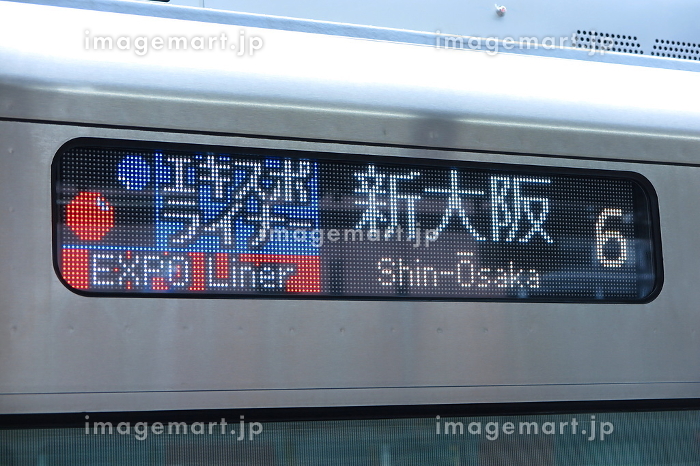 imagemart.jp imagemart.jp
エキスポ
ライナー
EXPO Liner
新大阪
Shin-Ōsaka
6
imagemart.jp
imagemart.jp imagemart.jp